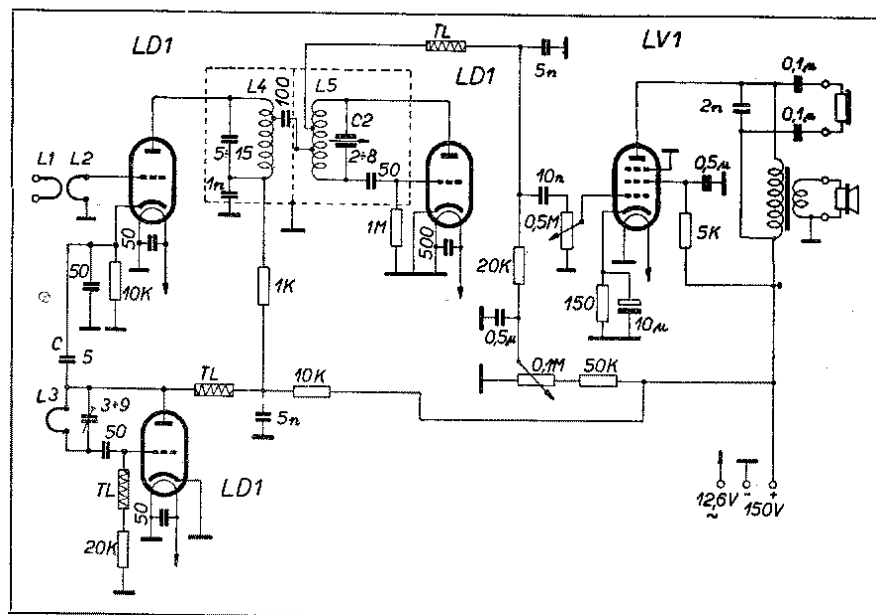 LD1
L1
L2
50
50
10K
C
5
L4
L5
100
5÷15
1n
C2
2÷8
50
1M
LD1
500
TL
5n
LV1
10n
0,5M
20K
0,5µ
150
10µ
0,5µ
5K
2n
0,1µ
0,1µ
1K
TL
10K
5n
0,1M
50K
L3
3÷9
50
TL
20K
50
LD1
12,6V
~
-
+
150V